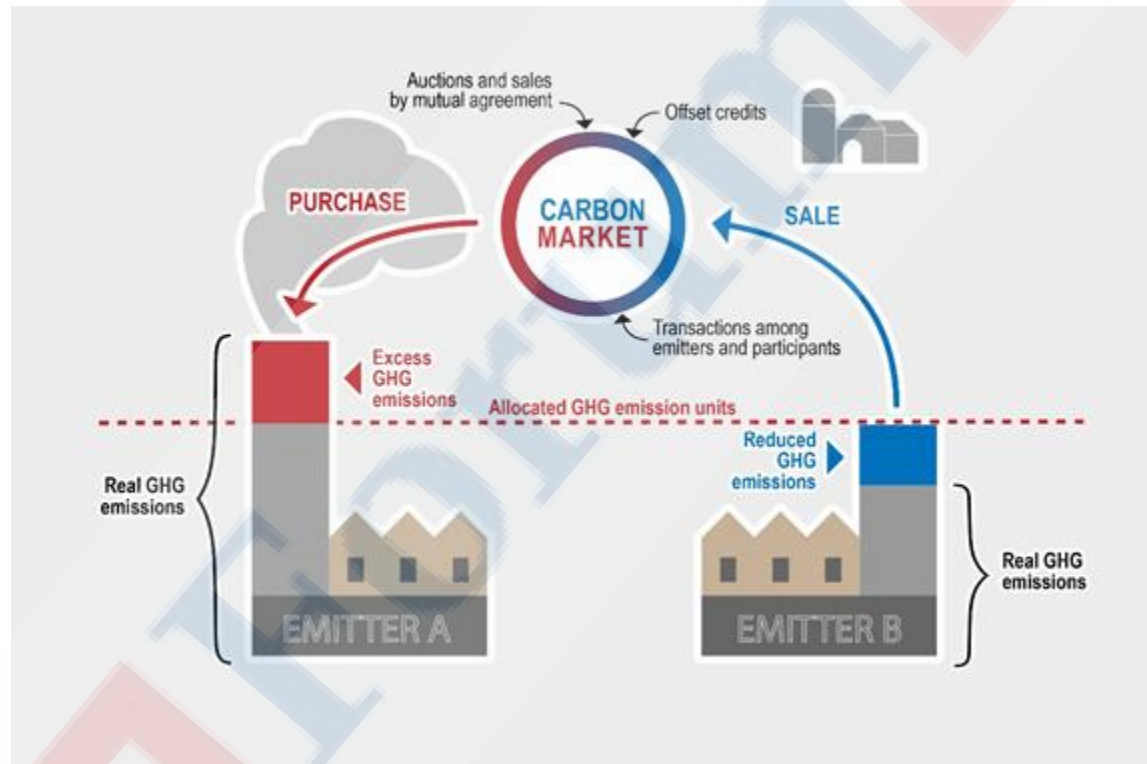 Auctions and sales
by mutual agreement
Offset credits
PURCHASE
CARBON
MARKET
SALE
Transactions among
emitters and participants
Excess
GHG
emissions
Allocated GHG emission units
Reduced
GHG
emissions
Real GHG
emissions
Real GHG
emissions
EMITTER A
EMITTER B